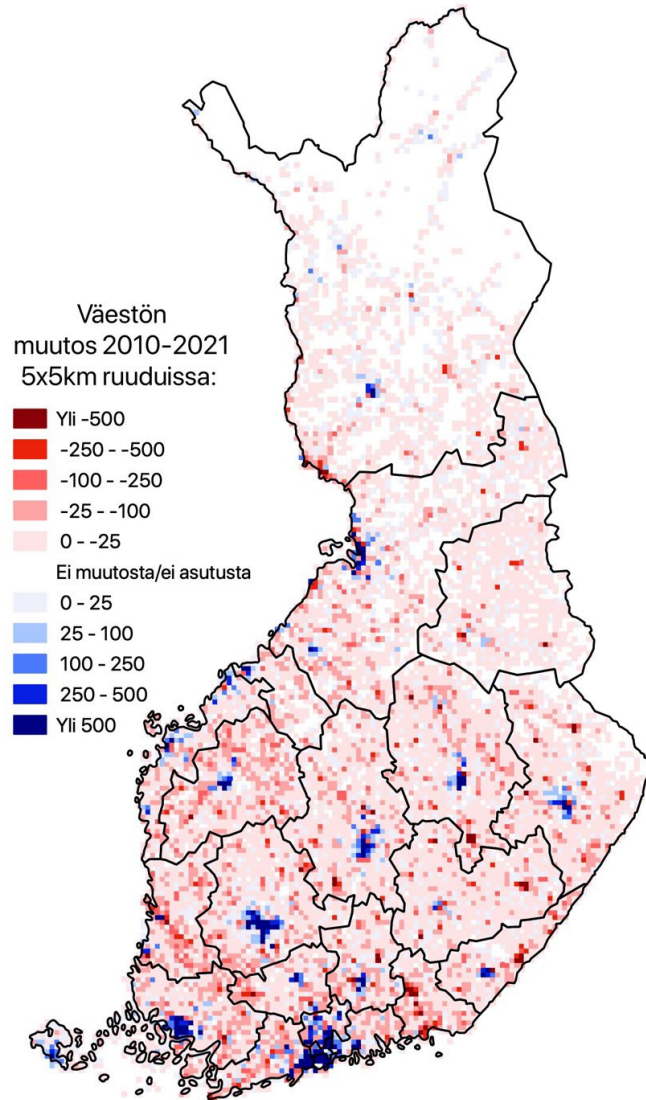 Väestön
muutos 2010-2021
5x5km ruuduissa:
Yli -500
-250 - -500
-100 - -250
-25 - -100
0 - -25
Ei muutosta/ei asutusta
0 - 25
25 - 100
100 - 250
250 - 500
Yli 500